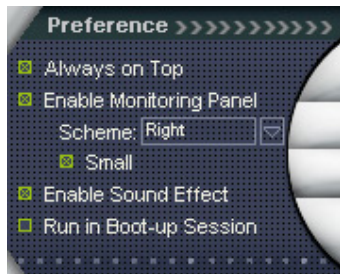 Preference >>>>>>>>>>>
Always on Top
Enable Monitoring Panel
Scheme: Right
Small
Enable Sound Effect
Run in Boot-up Session